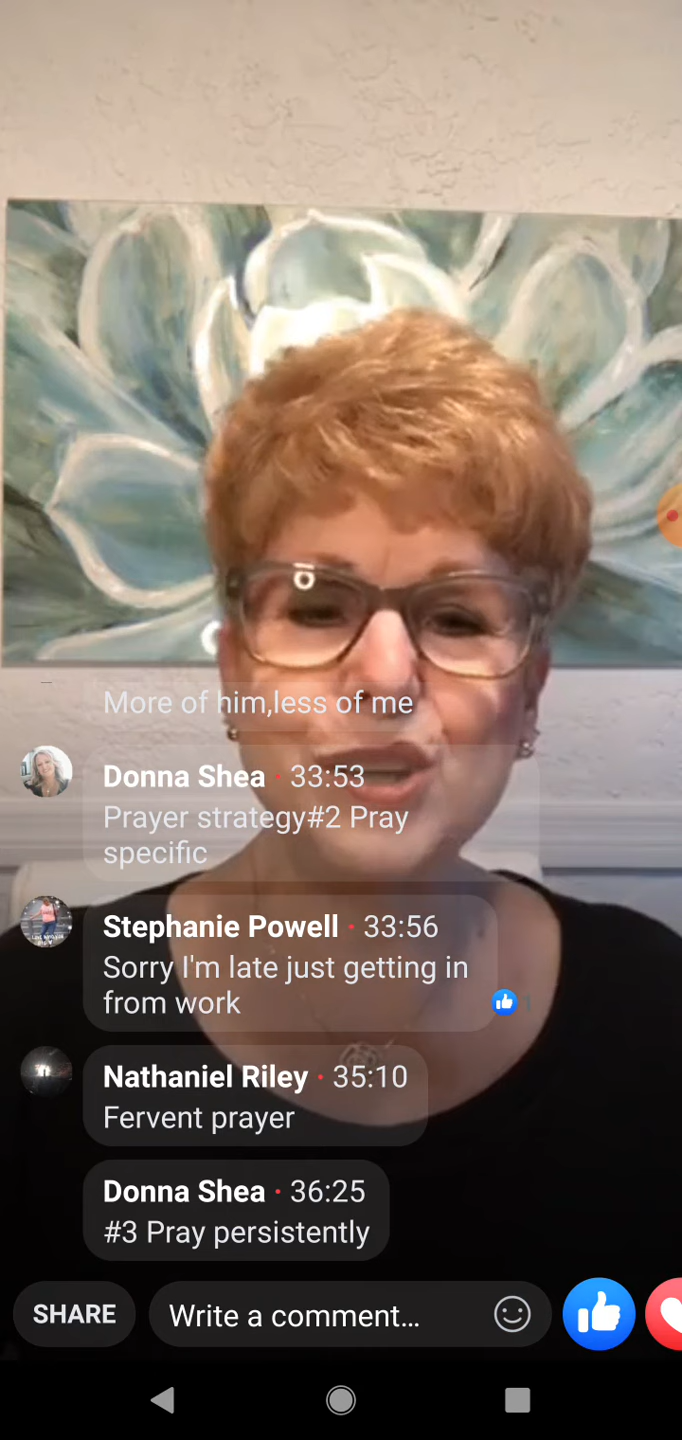 More of him,less of me
Donna Shea · 33:53
Prayer strategy#2 Pray
specific
Stephanie Powell · 33:56
Sorry I'm late just getting in
from work
1
Nathaniel Riley · 35:10
Fervent prayer
Donna Shea · 36:25
#3 Pray persistently
SHARE
Write a comment...